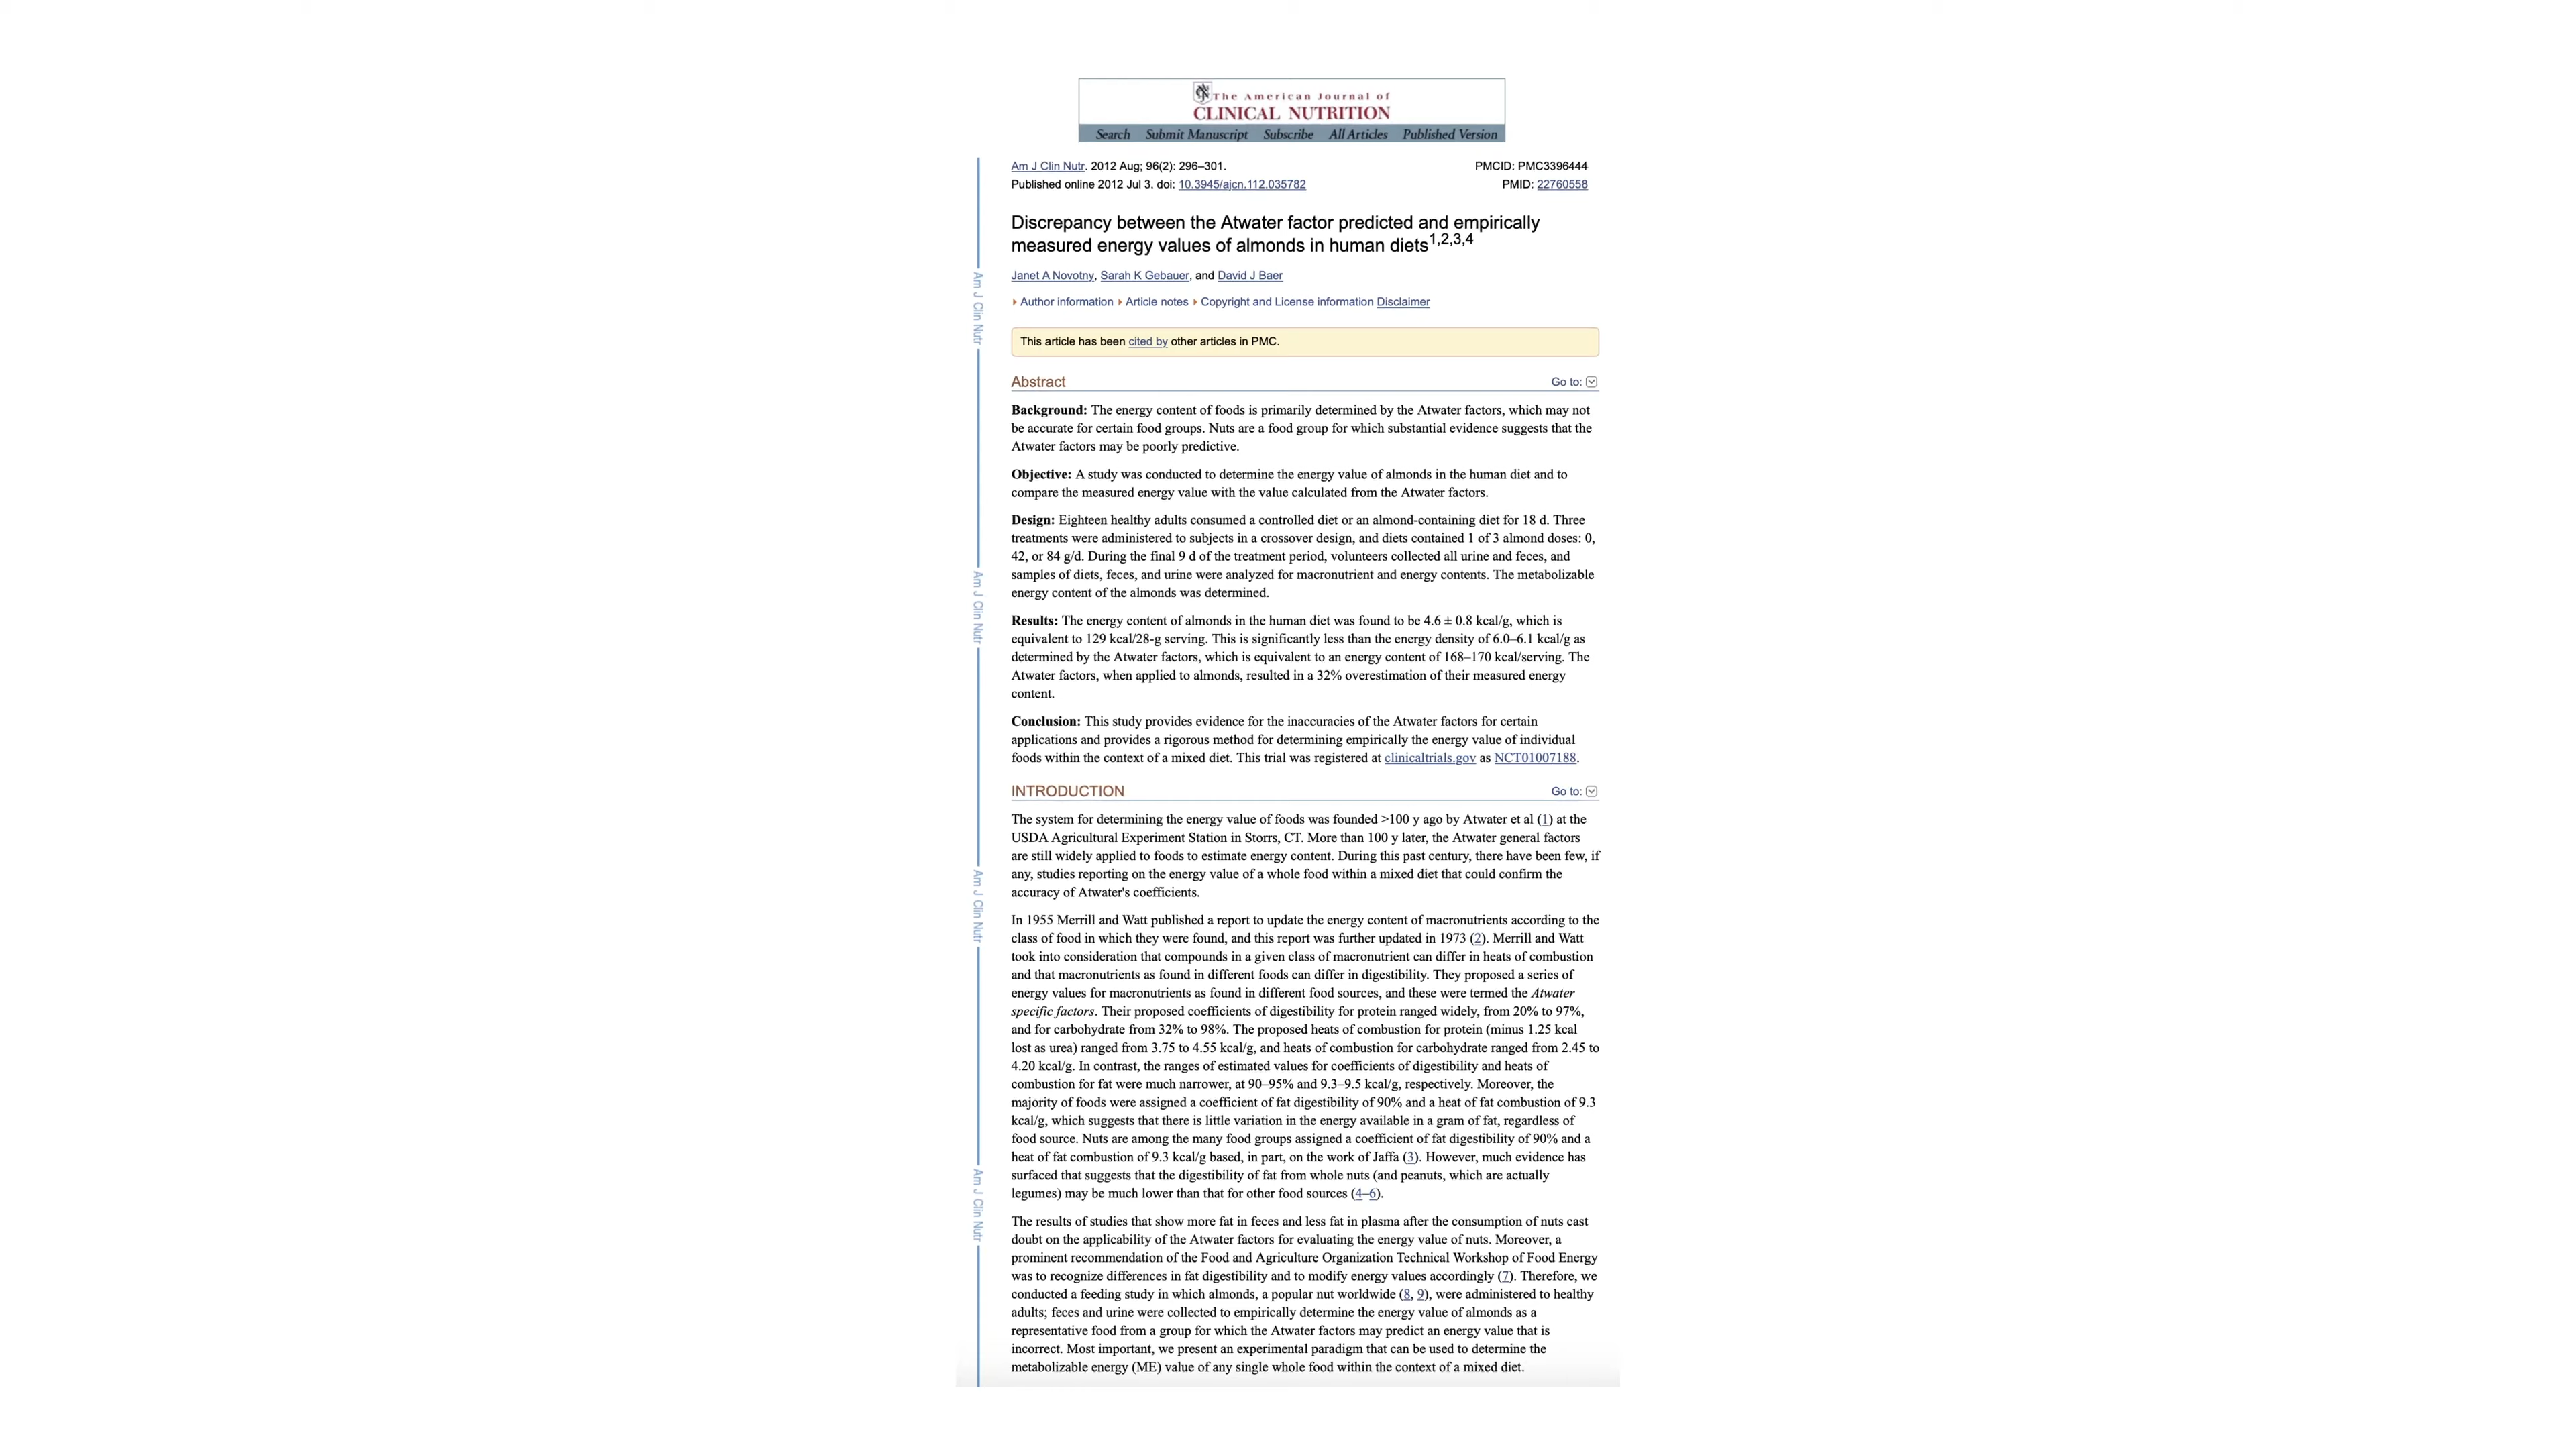 The American Journal of
CLINICAL NUTRITION
Search Submit Manuscript Subscribe All Articles Published Version
Am J Clin Nutr. 2012 Aug; 96(2): 296–301.
PMCID: PMC3396444
Published online 2012 Jul 3. doi: 10.3945/ajcn.112.035782
PMID: 22760558
Discrepancy between the Atwater factor predicted and empirically
measured energy values of almonds in human diets1,2,3,4
Janet A Novotny, Sarah K Gebauer, and David J Baer
Author information Article notes Copyright and License information Disclaimer
This article has been cited by other articles in PMC.
Abstract
Go to:
Background: The energy content of foods is primarily determined by the Atwater factors, which may not
be accurate for certain food groups. Nuts are a food group for which substantial evidence suggests that the
Atwater factors may be poorly predictive.
Objective: A study was conducted to determine the energy value of almonds in the human diet and to
compare the measured energy value with the value calculated from the Atwater factors.
Design: Eighteen healthy adults consumed a controlled diet or an almond-containing diet for 18 d. Three
treatments were administered to subjects in a crossover design, and diets contained 1 of 3 almond doses: 0,
42, or 84 g/d. During the final 9 d of the treatment period, volunteers collected all urine and feces, and
samples of diets, feces, and urine were analyzed for macronutrient and energy contents. The metabolizable
energy content of the almonds was determined.
Results: The energy content of almonds in the human diet was found to be 4.6 ± 0.8 kcal/g, which is
equivalent to 129 kcal/28-g serving. This is significantly less than the energy density of 6.0–6.1 kcal/g as
determined by the Atwater factors, which is equivalent to an energy content of 168–170 kcal/serving. The
Atwater factors, when applied to almonds, resulted in a 32% overestimation of their measured energy
content.
Conclusion: This study provides evidence for the inaccuracies of the Atwater factors for certain
applications and provides a rigorous method for determining empirically the energy value of individual
foods within the context of a mixed diet. This trial was registered at clinicaltrials.gov as NCT01007188.
INTRODUCTION
Go to:
The system for determining the energy value of foods was founded >100 y ago by Atwater et al (1) at the
USDA Agricultural Experiment Station in Storrs, CT. More than 100 y later, the Atwater general factors
are still widely applied to foods to estimate energy content. During this past century, there have been few, if
any, studies reporting on the energy value of a whole food within a mixed diet that could confirm the
accuracy of Atwater's coefficients.
In 1955 Merrill and Watt published a report to update the energy content of macronutrients according to the
class of food in which they were found, and this report was further updated in 1973 (2). Merrill and Watt
took into consideration that compounds in a given class of macronutrient can differ in heats of combustion
and that macronutrients as found in different foods can differ in digestibility. They proposed a series of
energy values for macronutrients as found in different food sources, and these were termed the Atwater
specific factors. Their proposed coefficients of digestibility for protein ranged widely, from 20% to 97%,
and for carbohydrate from 32% to 98%. The proposed heats of combustion for protein (minus 1.25 kcal
lost as urea) ranged from 3.75 to 4.55 kcal/g, and heats of combustion for carbohydrate ranged from 2.45 to
4.20 kcal/g. In contrast, the ranges of estimated values for coefficients of digestibility and heats of
combustion for fat were much narrower, at 90–95% and 9.3–9.5 kcal/g, respectively. Moreover, the
majority of foods were assigned a coefficient of fat digestibility of 90% and a heat of fat combustion of 9.3
kcal/g, which suggests that there is little variation in the energy available in a gram of fat, regardless of
food source. Nuts are among the many food groups assigned a coefficient of fat digestibility of 90% and a
heat of fat combustion of 9.3 kcal/g based, in part, on the work of Jaffa (3). However, much evidence has
surfaced that suggests that the digestibility of fat from whole nuts (and peanuts, which are actually
legumes) may be much lower than that for other food sources (4–6).
The results of studies that show more fat in feces and less fat in plasma after the consumption of nuts cast
doubt on the applicability of the Atwater factors for evaluating the energy value of nuts. Moreover, a
prominent recommendation of the Food and Agriculture Organization Technical Workshop of Food Energy
was to recognize differences in fat digestibility and to modify energy values accordingly (7). Therefore, we
conducted a feeding study in which almonds, a popular nut worldwide (8, 9), were administered to healthy
adults; feces and urine were collected to empirically determine the energy value of almonds as a
representative food from a group for which the Atwater factors may predict an energy value that is
incorrect. Most important, we present an experimental paradigm that can be used to determine the
metabolizable energy (ME) value of any single whole food within the context of a mixed diet.
Am J Clin Nutr
Am J Clin Nutr
Am J Clin Nutr
Am J Clin Nutr